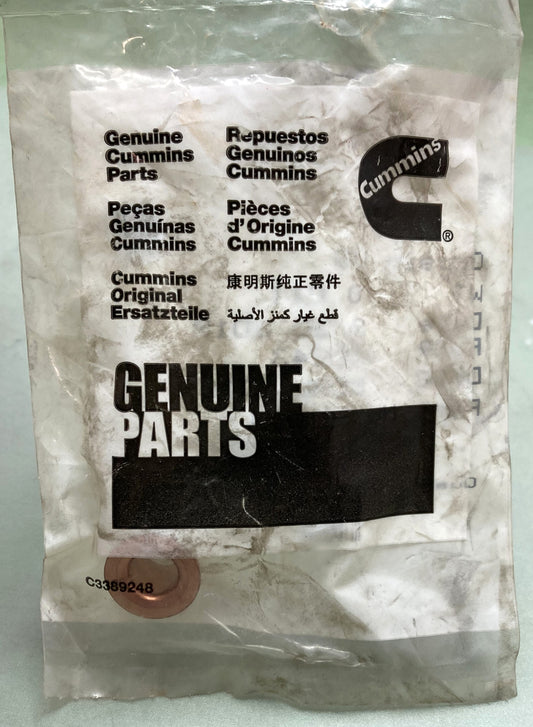 Genuine
Cummins
Parts
Repuestos
Genuinos
Cummins
Cummins
®
Peças
Genuínas
Cummins
Pièces
d'Origine
Cummins
Cummins
Original
Ersatzteile
康明斯纯正零件
قطع غيار كمنز الأصلية
GENUINE
PARTS
C3389248